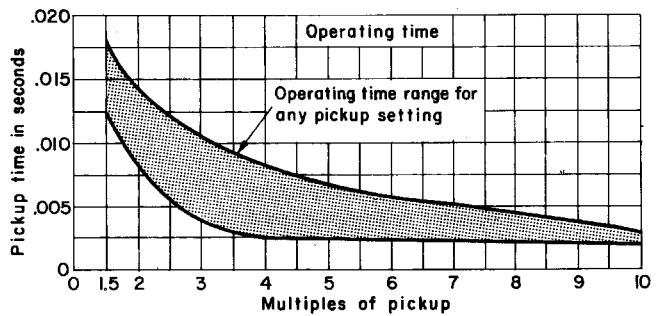 .020
.015
.010
.005
0
Pickup time in seconds
Operating time
Operating time range for
any pickup setting
0 1.5 2 3 4 5 6 7 8 9 10
Multiples of pickup